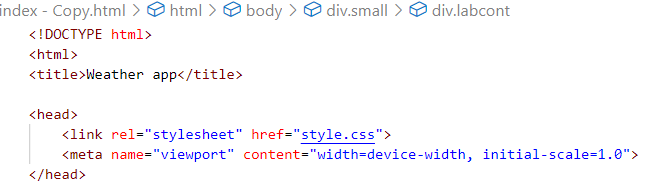 index - Copy.html > html > body > div.small > div.labcont
<!DOCTYPE html>
<html>
<title>Weather app</title>
<head>
<link rel="stylesheet" href="style.css">
<meta name="viewport" content="width=device-width, initial-scale=1.0">
</head>